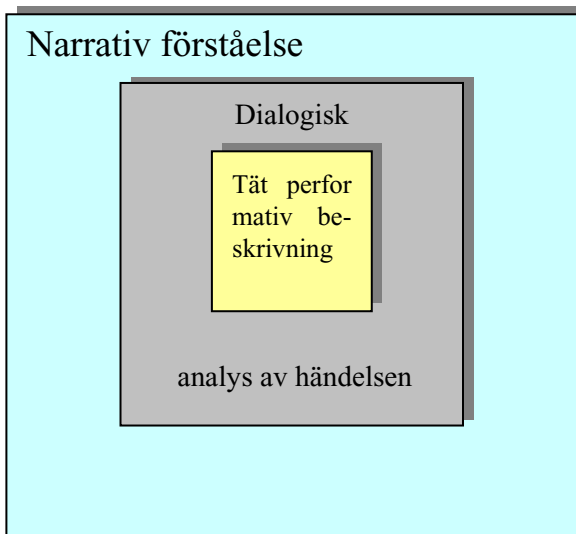 Narrativ förståelse
Dialogisk
Tät perfor
mativ be-
skrivning
analys av händelsen